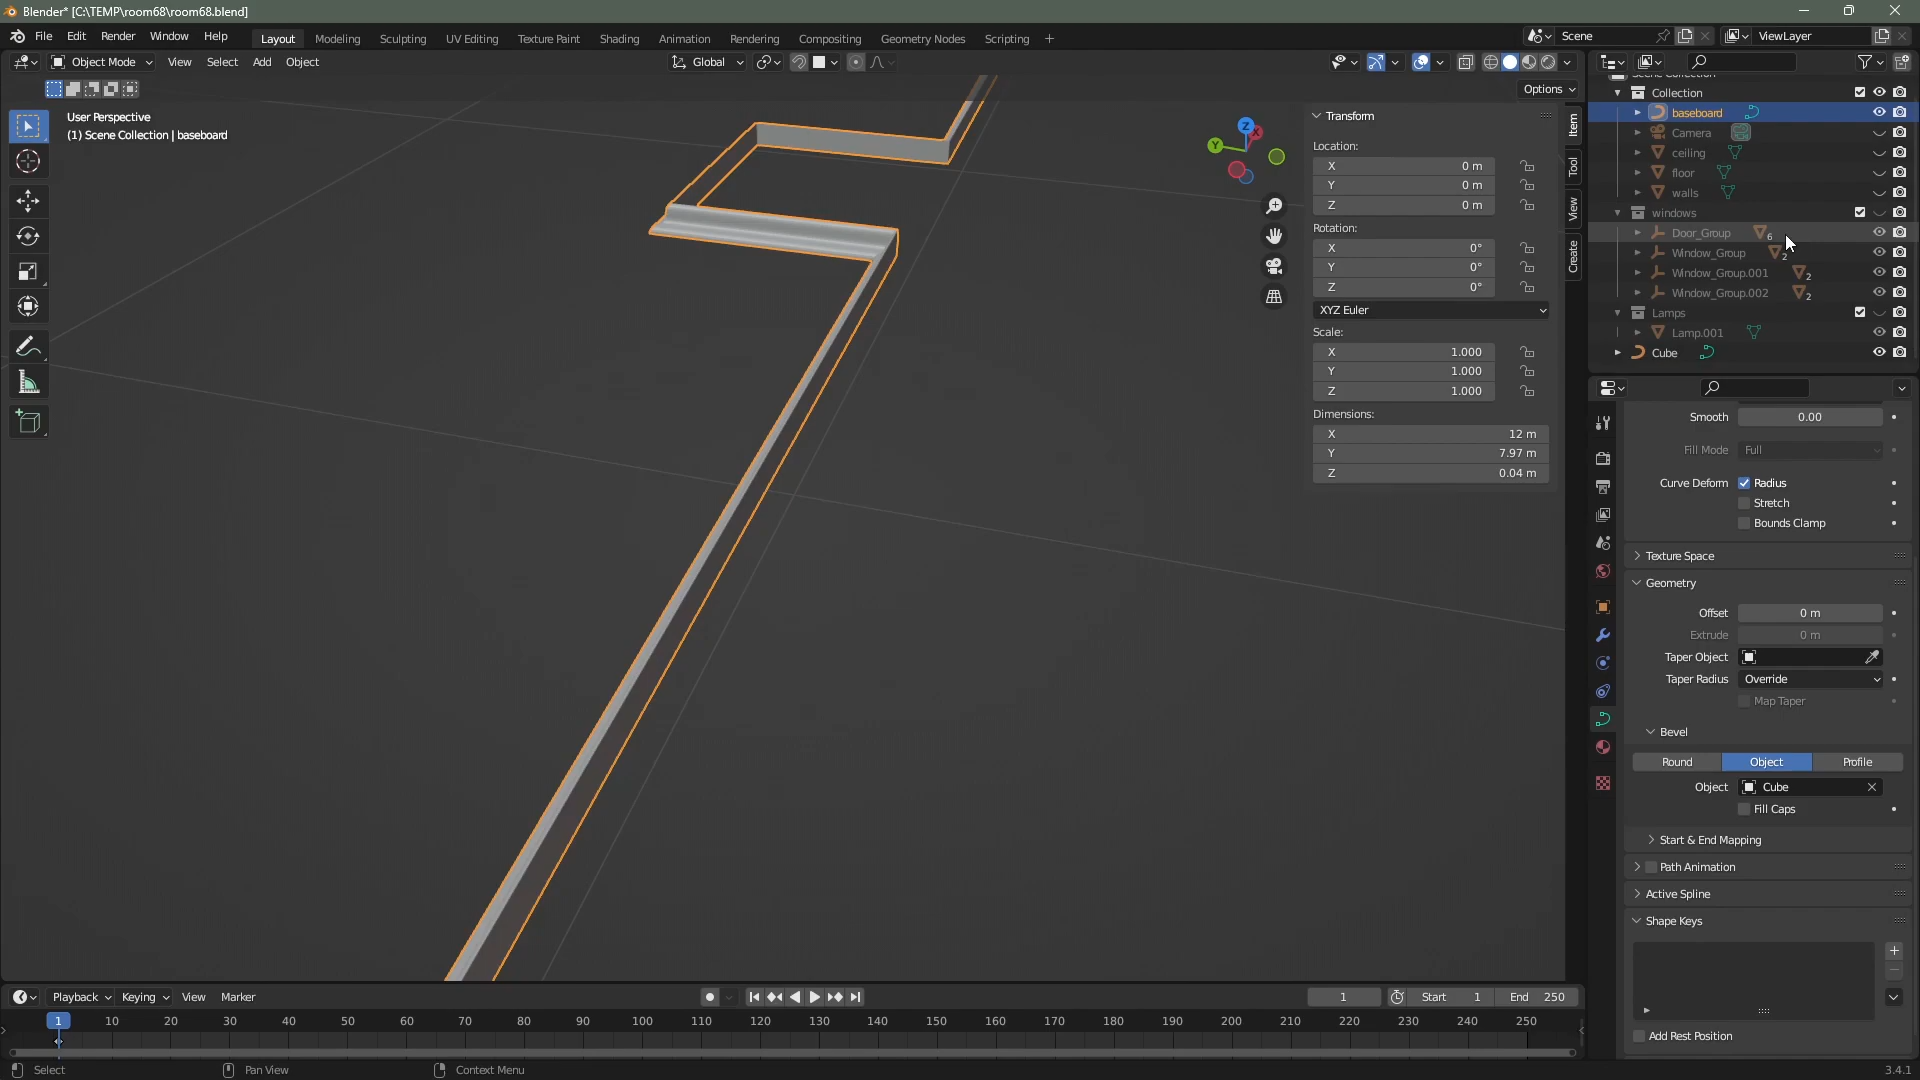 Blender* [C:\TEMP\room68\room68.blend]
File Edit Render Window Help
Layout Modeling Sculpting UV Editing Texture Paint Shading Animation Rendering Compositing Geometry Nodes Scripting +
Scene ViewLayer
Object Mode View Select Add Object Global
Options
User Perspective
(1) Scene Collection | baseboard
Item
Tool
View
Create
Transform
Location:
X 0 m
Y 0 m
Z 0 m
Rotation:
X 0°
Y 0°
Z 0°
XYZ Euler
Scale:
X 1.000
Y 1.000
Z 1.000
Dimensions:
X 12 m
Y 7.97 m
Z 0.04 m
Scene Collection
Collection
baseboard
Camera
ceiling
floor
walls
windows
Door_Group 6
Window_Group 2
Window_Group.001 2
Window_Group.002 2
Lamps
Lamp.001
Cube
Smooth 0.00
Fill Mode Full
Curve Deform Radius
Stretch
Bounds Clamp
Texture Space
Geometry
Offset 0 m
Extrude 0 m
Taper Object
Taper Radius Override
Map Taper
Bevel
Round Object Profile
Object Cube
Fill Caps
Start & End Mapping
Path Animation
Active Spline
Shape Keys
Add Rest Position
Playback Keying View Marker
1 Start 1 End 250
1 10 20 30 40 50 60 70 80 90 100 110 120 130 140 150 160 170 180 190 200 210 220 230 240 250
Select Pan View Context Menu 3.4.1